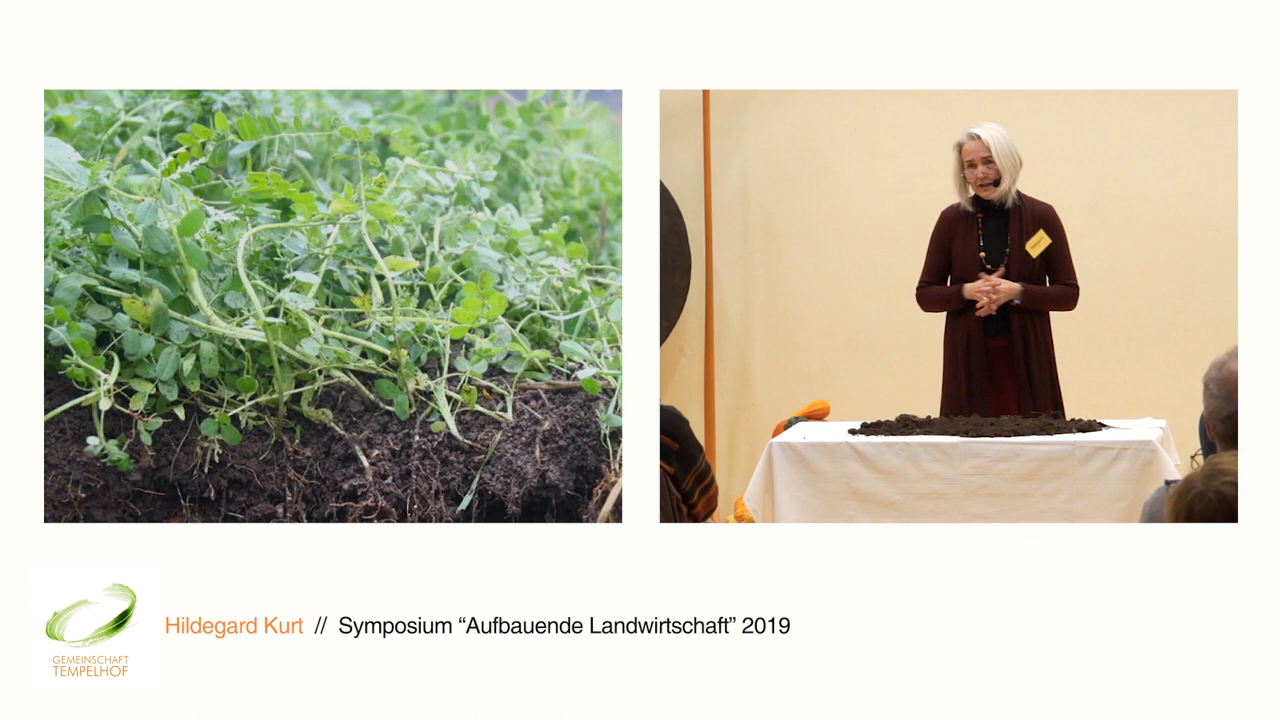 GEMEINSCHAFT
TEMPELHOF
Hildegard Kurt // Symposium “Aufbauende Landwirtschaft” 2019